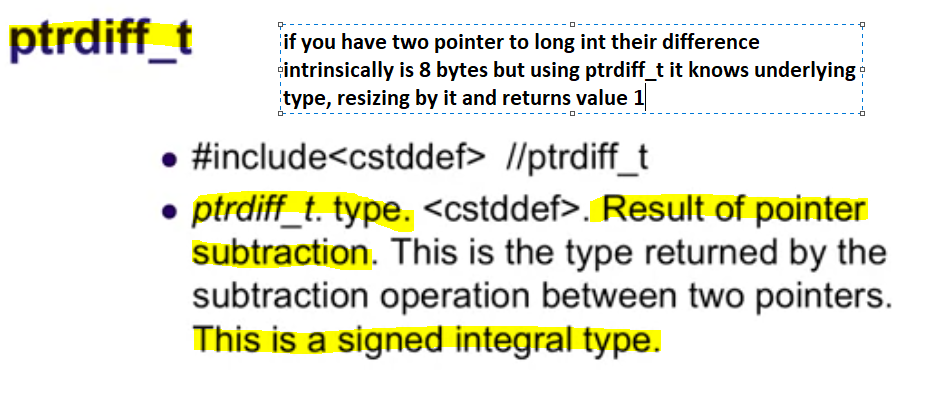 ptrdiff_t
if you have two pointer to long int their difference
intrinsically is 8 bytes but using ptrdiff_t it knows underlying
type, resizing by it and returns value 1
• #include<cstddef> //ptrdiff_t
• ptrdiff_t. type. <cstddef>. Result of pointer
subtraction. This is the type returned by the
subtraction operation between two pointers.
This is a signed integral type.